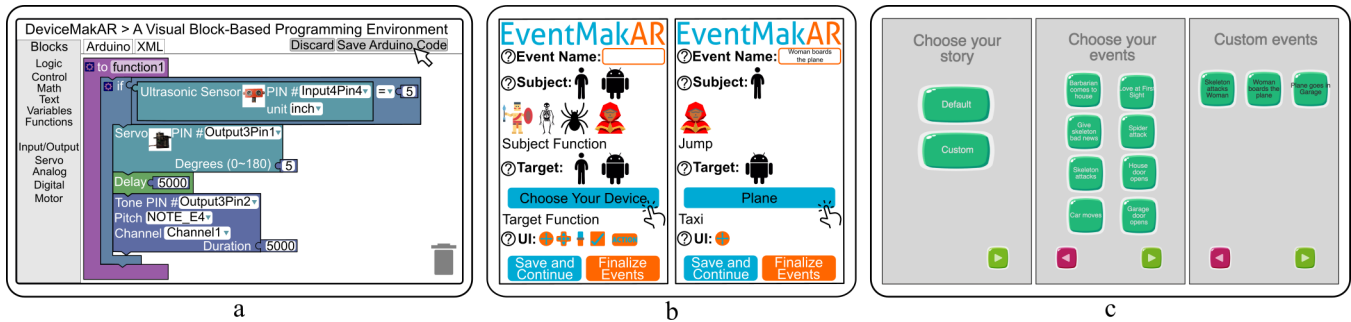 DeviceMakAR > A Visual Block-Based Programming Environment
Blocks
Arduino XML
Discard Save Arduino Code
Logic
Control
Math
Text
Variables
Functions
Input/Output
Servo
Analog
Digital
Motor
to function1
if
Ultrasonic Sensor PIN # Input4Pin4 = 5
unit inch
Servo PIN # Output3Pin1
Degrees (0~180) 5
Delay 5000
Tone PIN # Output3Pin2
Pitch NOTE_E4
Channel Channel1
Duration 5000
a
EventMakAR
?Event Name:
?Subject:
Subject Function
?Target:
Choose Your Device
Target Function
?UI:
ACTION
Save and
Continue
Finalize
Events
EventMakAR
?Event Name:
Woman boards
the plane
?Subject:
Jump
?Target:
Plane
Taxi
?UI:
Save and
Continue
Finalize
Events
b
Choose your
story
Default
Custom
Choose your
events
Barbarian
comes to
house
Love at First
Sight
Give
skeleton
bad news
Spider
attack
Skeleton
attacks
House
door
opens
Car moves
Garage
door
opens
Custom events
Skeleton
attacks
Woman
Woman
boards the
plane
Plane goes in
Garage
c